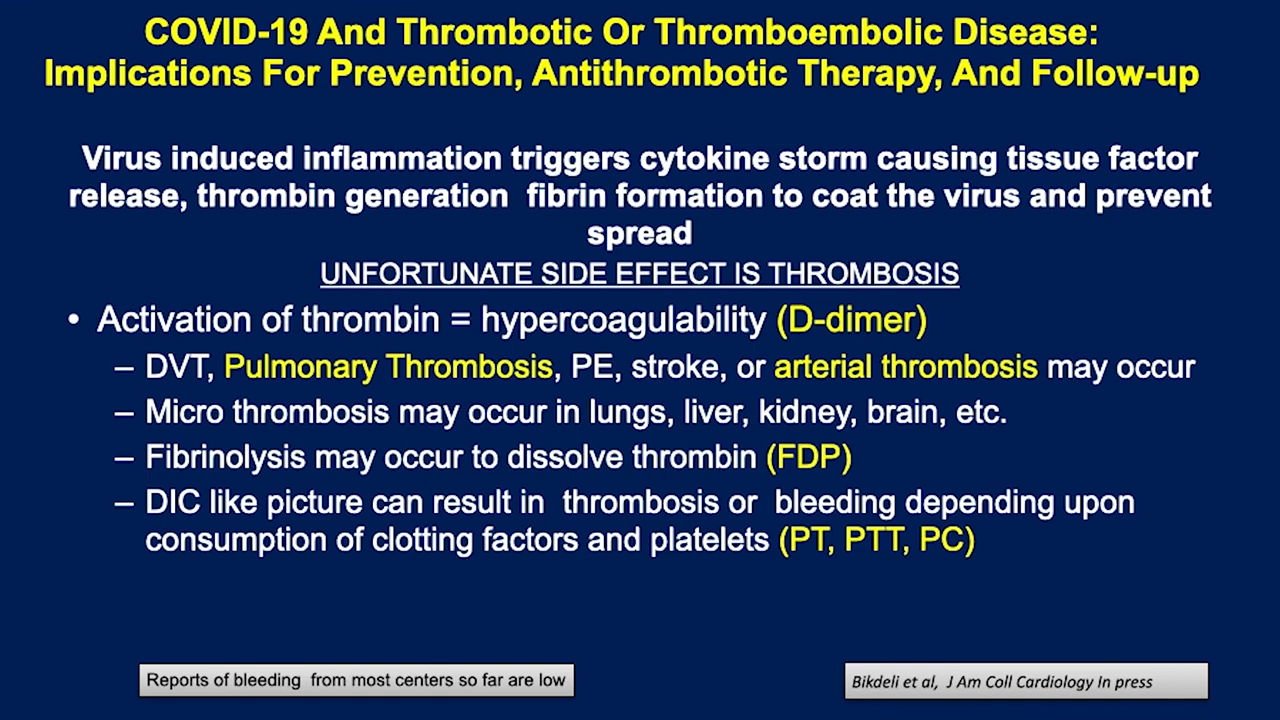 COVID-19 And Thrombotic Or Thromboembolic Disease:
Implications For Prevention, Antithrombotic Therapy, And Follow-up
Virus induced inflammation triggers cytokine storm causing tissue factor
release, thrombin generation  fibrin formation to coat the virus and prevent
spread
UNFORTUNATE SIDE EFFECT IS THROMBOSIS
• Activation of thrombin = hypercoagulability (D-dimer)
– DVT, Pulmonary Thrombosis, PE, stroke, or arterial thrombosis may occur
– Micro thrombosis may occur in lungs, liver, kidney, brain, etc.
– Fibrinolysis may occur to dissolve thrombin (FDP)
– DIC like picture can result in  thrombosis or  bleeding depending upon
consumption of clotting factors and platelets (PT, PTT, PC)
Reports of bleeding  from most centers so far are low
Bikdeli et al,  J Am Coll Cardiology In press